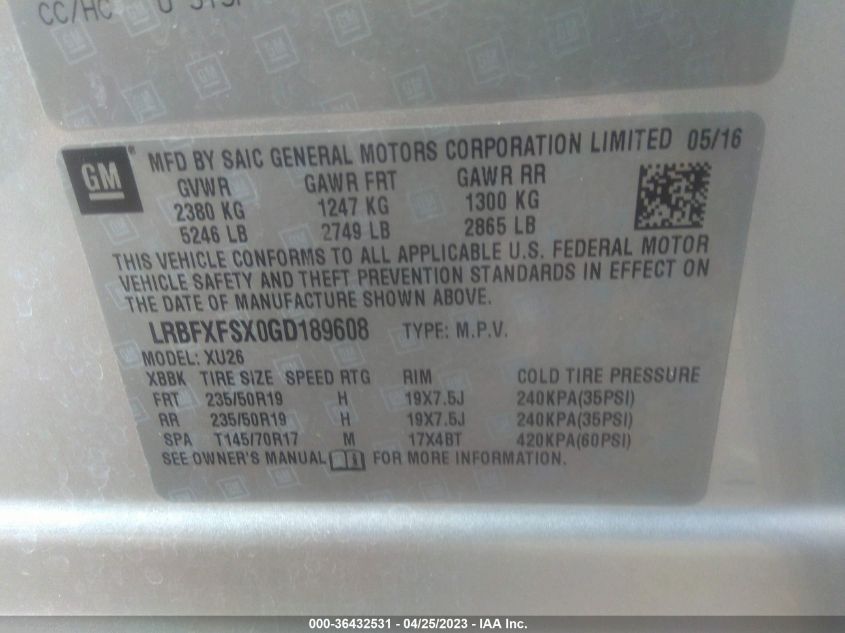 CC/HC U
GM
MFD BY SAIC GENERAL MOTORS CORPORATION LIMITED 05/16
GVWR GAWR FRT GAWR RR
2380 KG 1247 KG 1300 KG
5246 LB 2749 LB 2865 LB
THIS VEHICLE CONFORMS TO ALL APPLICABLE U.S. FEDERAL MOTOR
VEHICLE SAFETY AND THEFT PREVENTION STANDARDS IN EFFECT ON
THE DATE OF MANUFACTURE SHOWN ABOVE.
LRBFXFSX0GD189608 TYPE: M.P.V.
MODEL: XU26
XBBK TIRE SIZE SPEED RTG RIM COLD TIRE PRESSURE
FRT 235/50R19 H 19X7.5J 240KPA(35PSI)
RR 235/50R19 H 19X7.5J 240KPA(35PSI)
SPA T145/70R17 M 17X4BT 420KPA(60PSI)
SEE OWNER'S MANUAL FOR MORE INFORMATION.
000-36432531 - 04/25/2023 - IAA Inc.